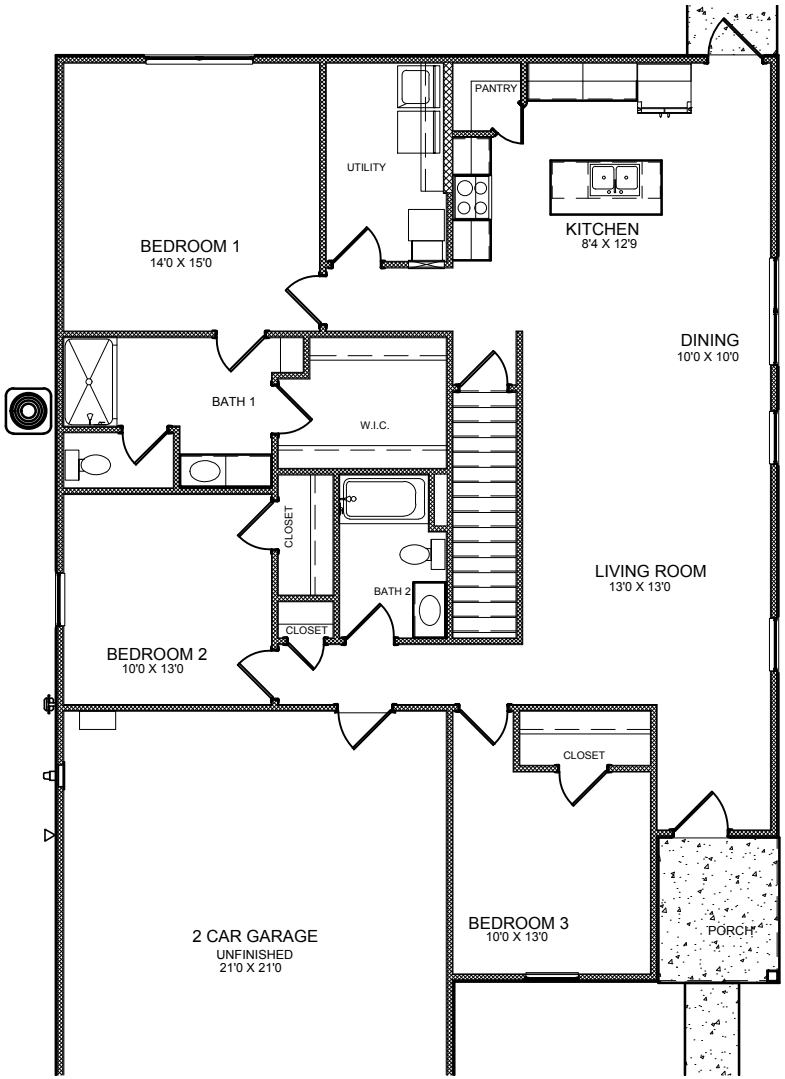 PANTRY
UTILITY
KITCHEN
8'4 X 12'9
BEDROOM 1
14'0 X 15'0
DINING
10'0 X 10'0
BATH 1
W.I.C.
CLOSET
LIVING ROOM
13'0 X 13'0
BATH 2
CLOSET
BEDROOM 2
10'0 X 13'0
CLOSET
BEDROOM 3
10'0 X 13'0
PORCH
2 CAR GARAGE
UNFINISHED
21'0 X 21'0